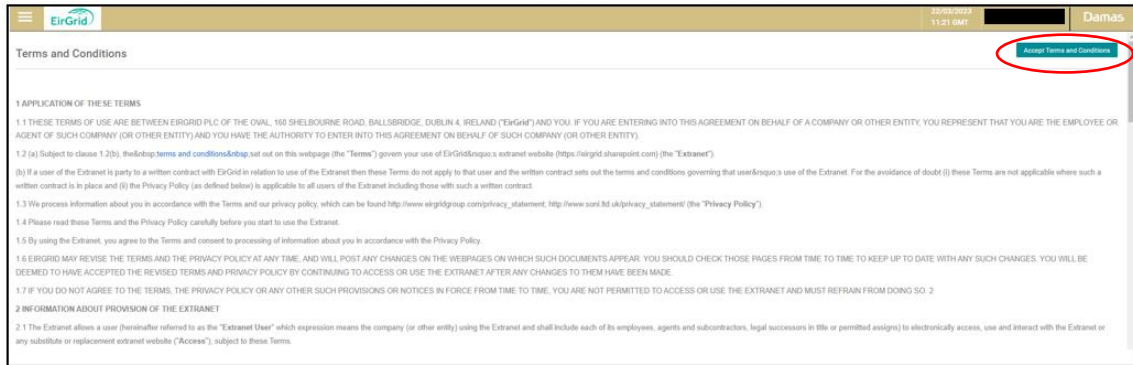 EirGrid
22/03/2023
11:21 GMT
Damas
Terms and Conditions
Accept Terms and Conditions
1 APPLICATION OF THESE TERMS
1.1 THESE TERMS OF USE ARE BETWEEN EIRGRID PLC OF THE OVAL, 160 SHELBOURNE ROAD, BALLSBRIDGE, DUBLIN 4, IRELAND ("EirGrid") AND YOU. IF YOU ARE ENTERING INTO THIS AGREEMENT ON BEHALF OF A COMPANY OR OTHER ENTITY, YOU REPRESENT THAT YOU ARE THE EMPLOYEE OR
AGENT OF SUCH COMPANY (OR OTHER ENTITY) AND YOU HAVE THE AUTHORITY TO ENTER INTO THIS AGREEMENT ON BEHALF OF SUCH COMPANY (OR OTHER ENTITY).
1.2 (a) Subject to clause 1.2(b), the&nbsp;terms and conditions&nbsp;set out on this webpage (the "Terms") govern your use of EirGrid&rsquo;s extranet website (https://eirgrid.sharepoint.com) (the "Extranet").
(b) If a user of the Extranet is party to a written contract with EirGrid in relation to use of the Extranet then these Terms do not apply to that user and the written contract sets out the terms and conditions governing that user&rsquo;s use of the Extranet. For the avoidance of doubt (i) these Terms are not applicable where such a
written contract is in place and (ii) the Privacy Policy (as defined below) is applicable to all users of the Extranet including those with such a written contract.
1.3 We process information about you in accordance with the Terms and our privacy policy, which can be found http://www.eirgridgroup.com/privacy_statement; http://www.soni.ltd.uk/privacy_statement/ (the "Privacy Policy").
1.4 Please read these Terms and the Privacy Policy carefully before you start to use the Extranet.
1.5 By using the Extranet, you agree to the Terms and consent to processing of information about you in accordance with the Privacy Policy.
1.6 EIRGRID MAY REVISE THE TERMS AND THE PRIVACY POLICY AT ANY TIME, AND WILL POST ANY CHANGES ON THE WEBPAGES ON WHICH SUCH DOCUMENTS APPEAR. YOU SHOULD CHECK THOSE PAGES FROM TIME TO TIME TO KEEP UP TO DATE WITH ANY SUCH CHANGES. YOU WILL BE
DEEMED TO HAVE ACCEPTED THE REVISED TERMS AND PRIVACY POLICY BY CONTINUING TO ACCESS OR USE THE EXTRANET AFTER ANY CHANGES TO THEM HAVE BEEN MADE.
1.7 IF YOU DO NOT AGREE TO THE TERMS, THE PRIVACY POLICY OR ANY OTHER SUCH PROVISIONS OR NOTICES IN FORCE FROM TIME TO TIME, YOU ARE NOT PERMITTED TO ACCESS OR USE THE EXTRANET AND MUST REFRAIN FROM DOING SO. 2
2 INFORMATION ABOUT PROVISION OF THE EXTRANET
2.1 The Extranet allows a user (hereinafter referred to as the "Extranet User" which expression means the company (or other entity) using the Extranet and shall include each of its employees, agents and subcontractors, legal successors in title or permitted assigns) to electronically access, use and interact with the Extranet or
any substitute or replacement extranet website ("Access"), subject to these Terms.